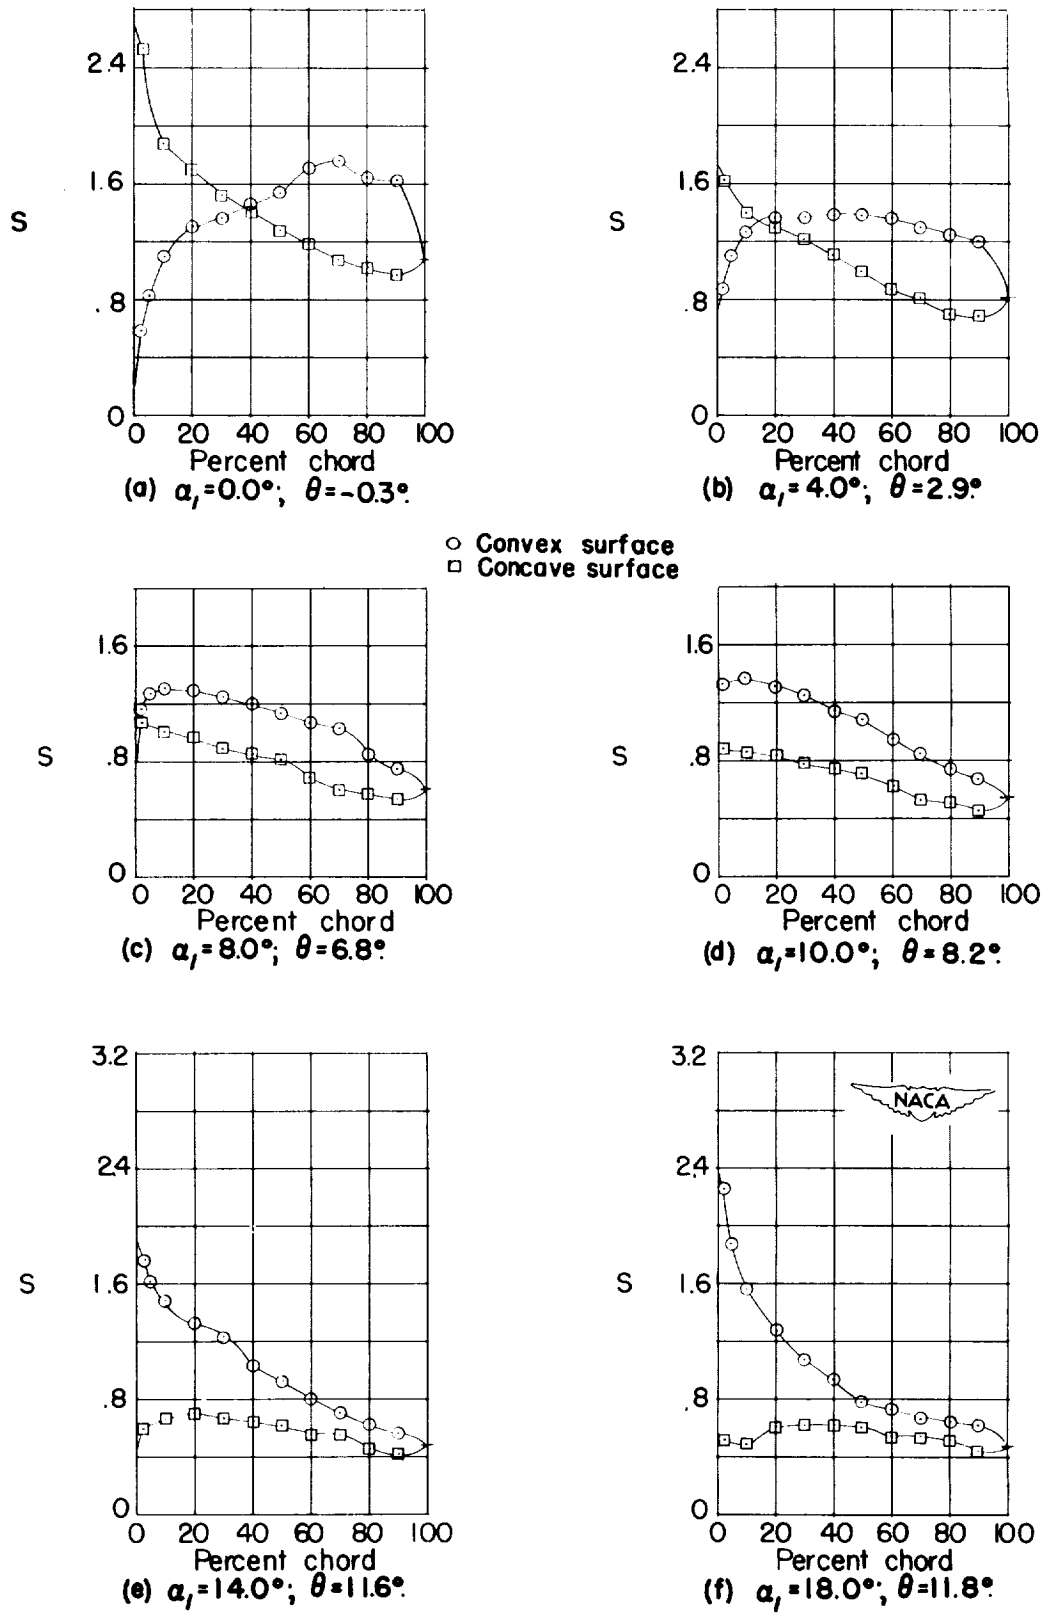 2.4
1.6
S
.8
0
0 20 40 60 80 100
Percent chord
(a) α₁=0.0°; θ=-0.3°.
2.4
1.6
S
.8
0
0 20 40 60 80 100
Percent chord
(b) α₁=4.0°; θ=2.9°.
Convex surface
Concave surface
1.6
S
.8
0
0 20 40 60 80 100
Percent chord
(c) α₁=8.0°; θ=6.8°.
1.6
S
.8
0
0 20 40 60 80 100
Percent chord
(d) α₁=10.0°; θ=8.2°.
3.2
2.4
1.6
S
.8
0
0 20 40 60 80 100
Percent chord
(e) α₁=14.0°; θ=11.6°.
3.2
NACA
2.4
1.6
S
.8
0
0 20 40 60 80 100
Percent chord
(f) α₁=18.0°; θ=11.8°.